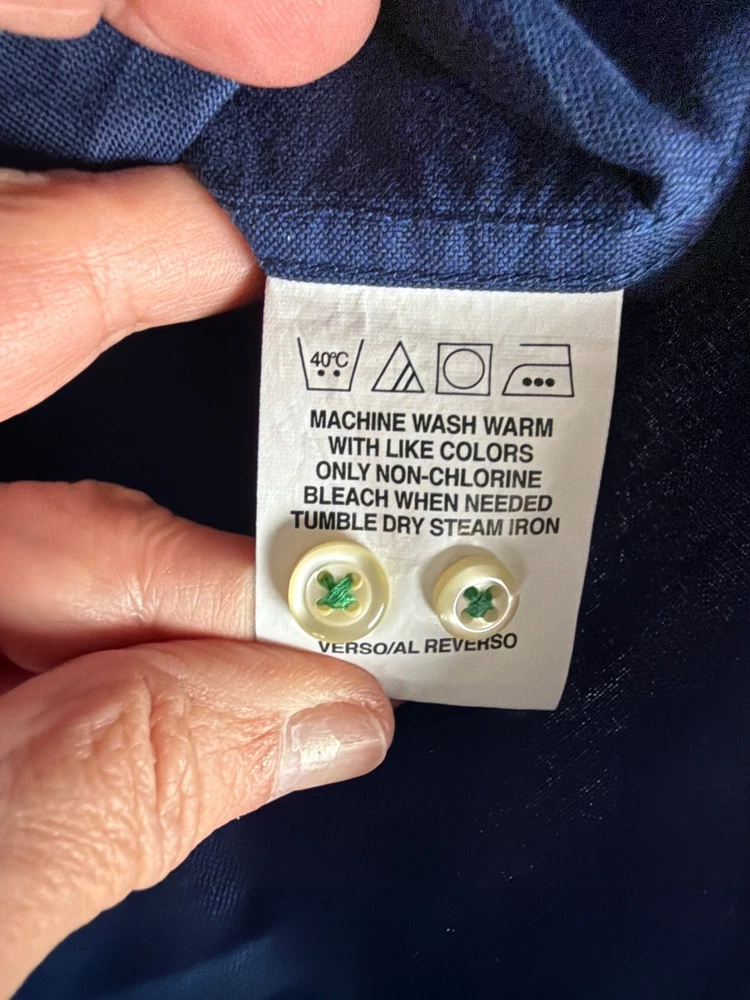 40°C
MACHINE WASH WARM
WITH LIKE COLORS
ONLY NON-CHLORINE
BLEACH WHEN NEEDED
TUMBLE DRY STEAM IRON
VERSO/AL REVERSO